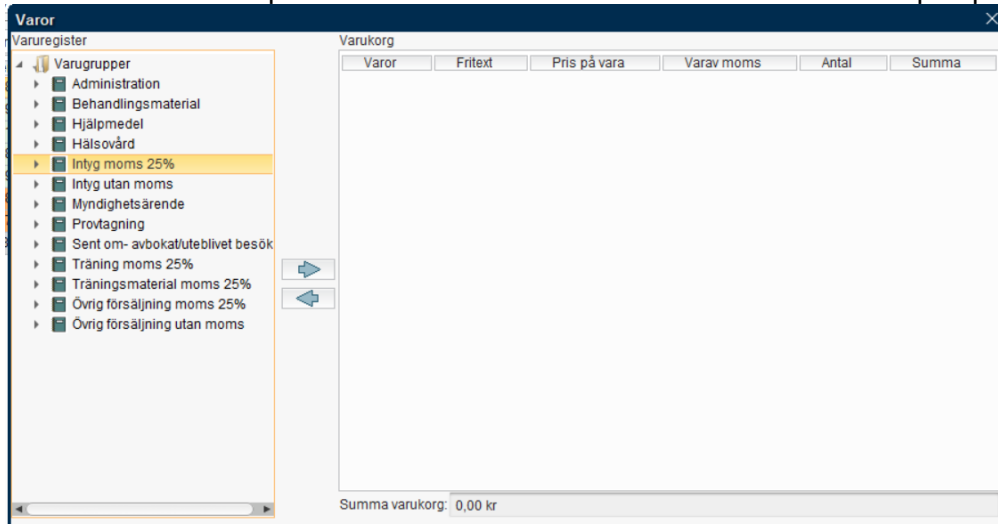 Varor
Varuregister
Varugrupper
Administration
Behandlingsmaterial
Hjälpmedel
Hälsovård
Intyg moms 25%
Intyg utan moms
Myndighetsärende
Provtagning
Sent om- avbokat/uteblivet besök
Träning moms 25%
Träningsmaterial moms 25%
Övrig försäljning moms 25%
Övrig försäljning utan moms
Varukorg
Varor Fritext Pris på vara Varav moms Antal Summa
Summa varukorg: 0,00 kr